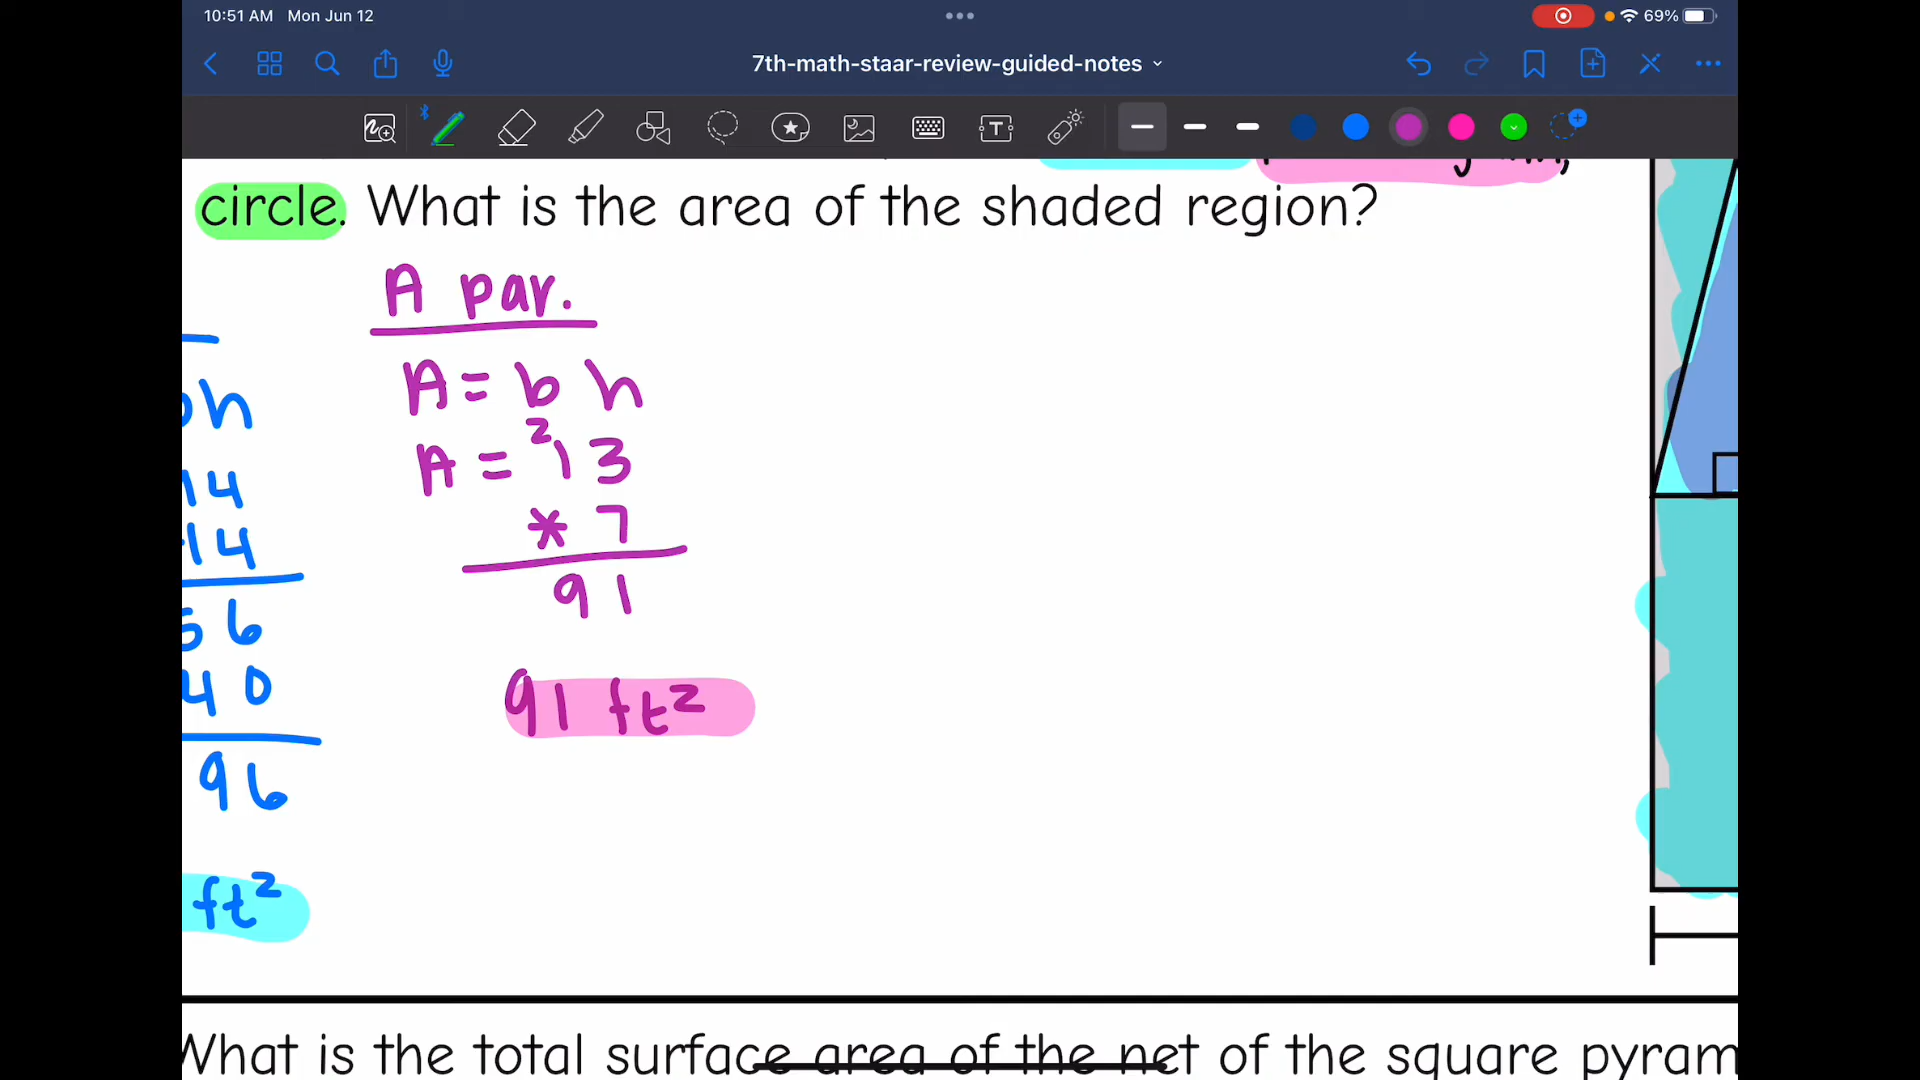 10:51 AM Mon Jun 12
69%
7th-math-staar-review-guided-notes
circle. What is the area of the shaded region?
A par.
A = b h
A = 13
2
* 7
91
91 ft²
bh
14
14
56
40
96
ft²
What is the total surface area of the net of the square pyram